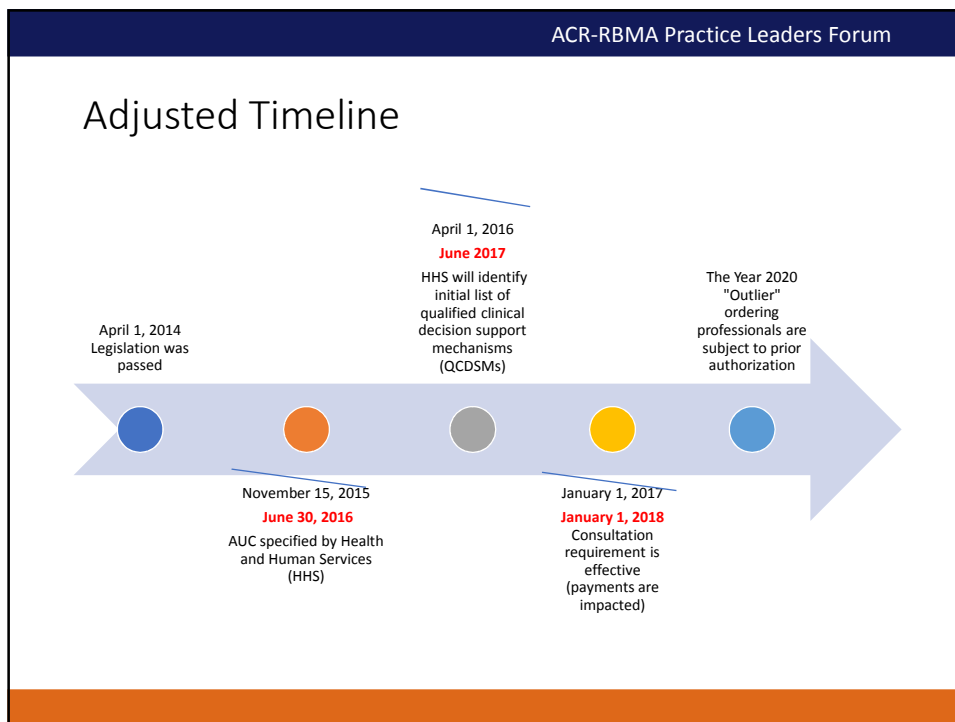 ACR-RBMA Practice Leaders Forum
Adjusted Timeline
April 1, 2014
Legislation was
passed
November 15, 2015
June 30, 2016
AUC specified by Health
and Human Services
(HHS)
April 1, 2016
June 2017
HHS will identify
initial list of
qualified clinical
decision support
mechanisms
(QCDSMs)
January 1, 2017
January 1, 2018
Consultation
requirement is
effective
(payments are
impacted)
The Year 2020
"Outlier"
ordering
professionals are
subject to prior
authorization